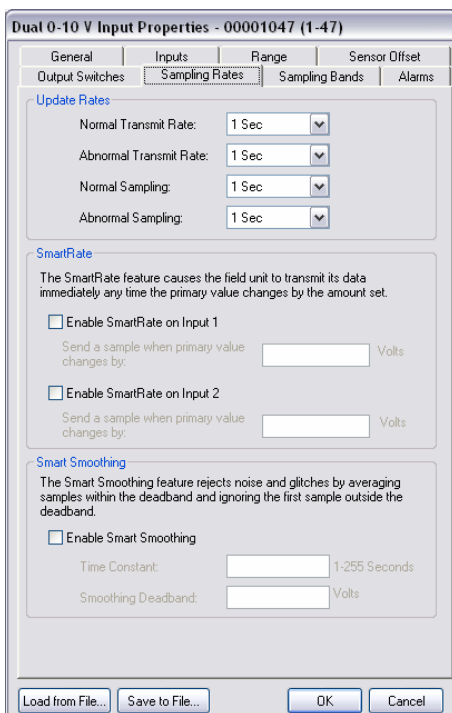 Dual 0-10 V Input Properties - 00001047 (1-47)
General Inputs Range Sensor Offset
Output Switches Sampling Rates Sampling Bands Alarms
Update Rates
Normal Transmit Rate: 1 Sec
Abnormal Transmit Rate: 1 Sec
Normal Sampling: 1 Sec
Abnormal Sampling: 1 Sec
SmartRate
The SmartRate feature causes the field unit to transmit its data
immediately any time the primary value changes by the amount set.
Enable SmartRate on Input 1
Send a sample when primary value
changes by: Volts
Enable SmartRate on Input 2
Send a sample when primary value
changes by: Volts
Smart Smoothing
The Smart Smoothing feature rejects noise and glitches by averaging
samples within the deadband and ignoring the first sample outside the
deadband.
Enable Smart Smoothing
Time Constant: 1-255 Seconds
Smoothing Deadband: Volts
Load from File... Save to File... OK Cancel